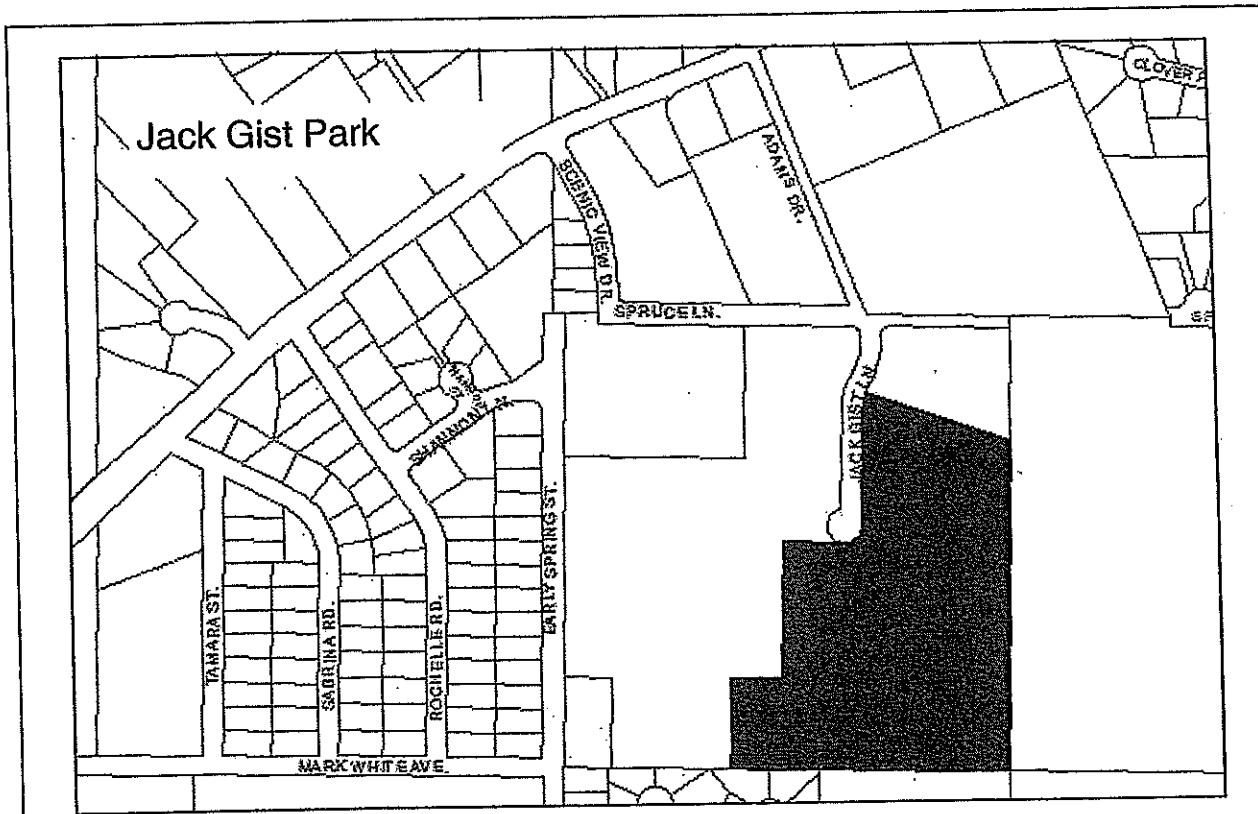 Jack Gist Park
CLOVER
SCENIC VIEW DR.
ADAMS DR.
SPRUCE LN.
SHANNON LN.
JACK GIST LN.
EARLY SPRING ST.
TAMARA ST.
SABRINA RD.
ROCHELLE RD.
MARK WHITE AVE.